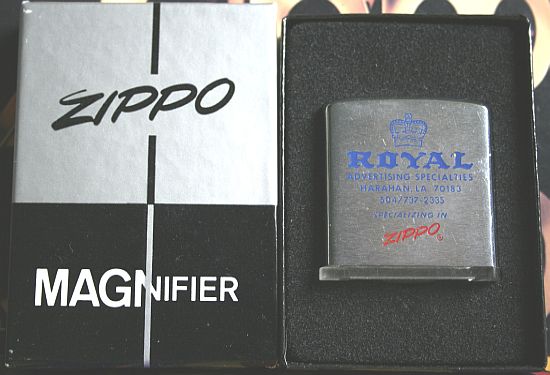 ZIPPO
MAGNIFIER
ROYAL
ADVERTISING SPECIALTIES
HARAHAN, LA 70183
504/737-2335
SPECIALIZING IN
ZIPPO